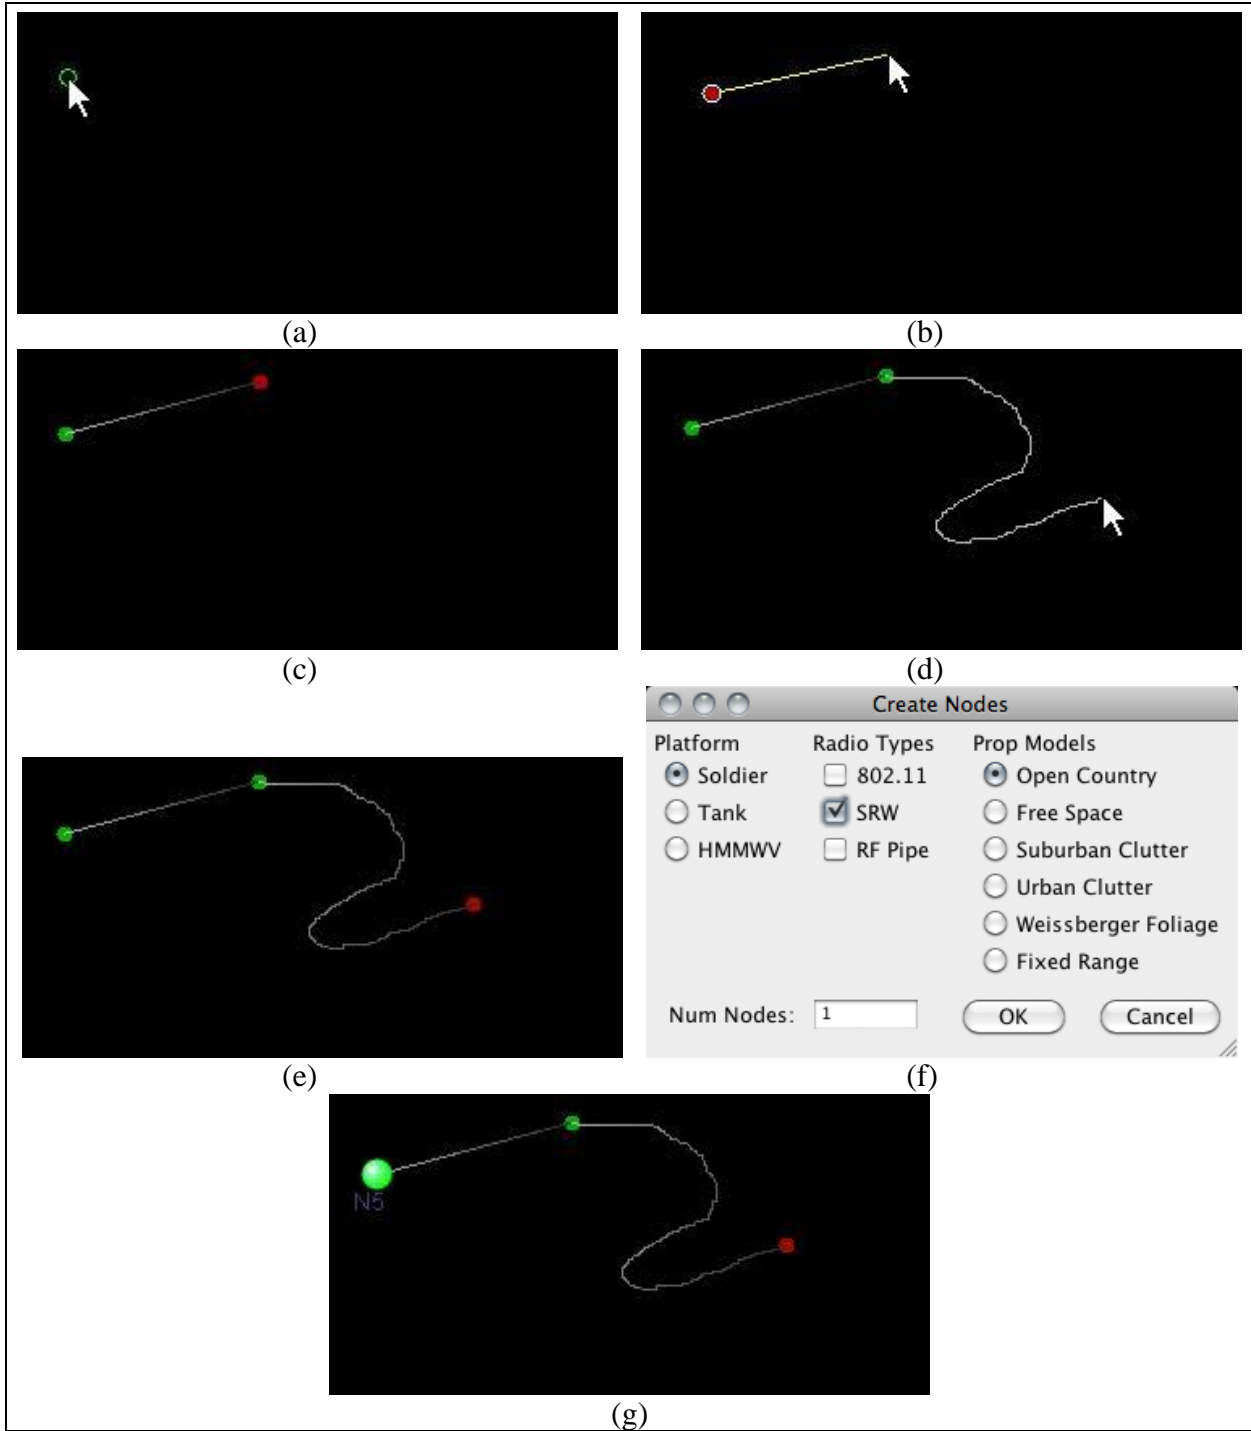 (a)
(b)
(c)
(d)
(e)
Create Nodes
Platform Radio Types Prop Models
Soldier 802.11 Open Country
Tank SRW Free Space
HMMWV RF Pipe Suburban Clutter
Urban Clutter
Weissberger Foliage
Fixed Range
Num Nodes: 1 OK Cancel
(f)
N5
(g)